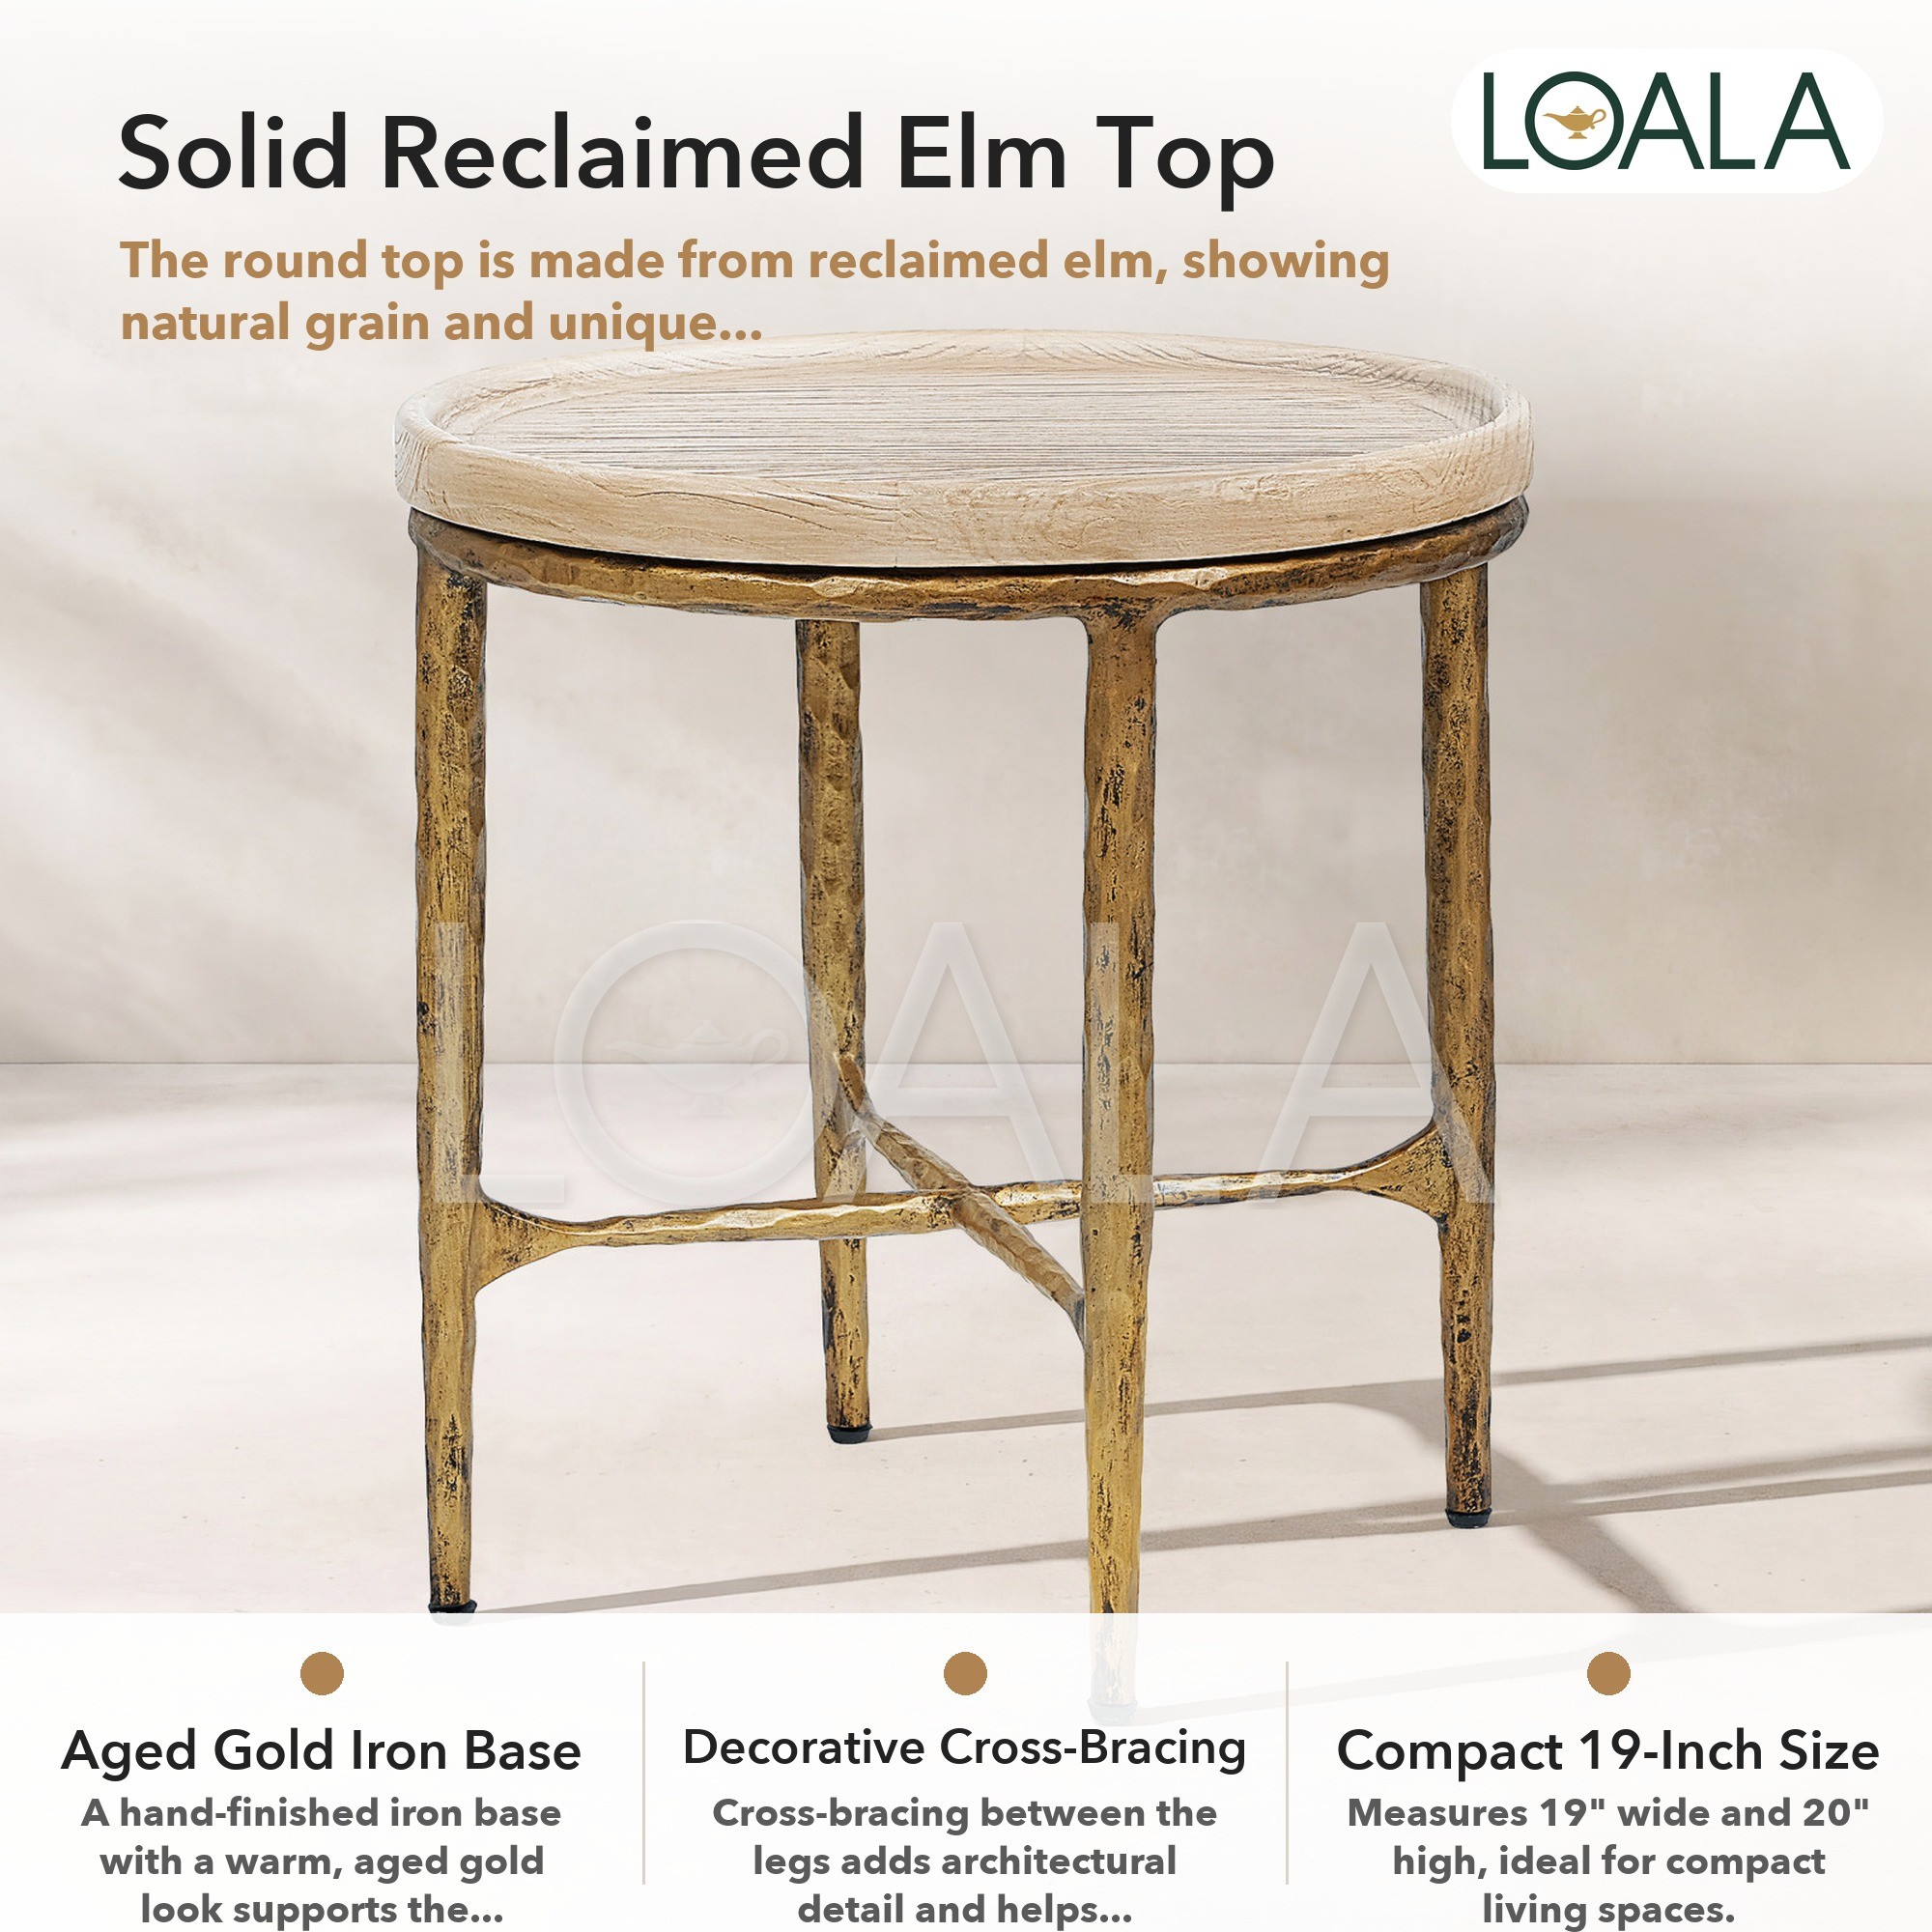 LOALA
Solid Reclaimed Elm Top
The round top is made from reclaimed elm, showing
natural grain and unique...
LOALA
Aged Gold Iron Base
A hand-finished iron base
with a warm, aged gold
look supports the...
Decorative Cross-Bracing
Cross-bracing between the
legs adds architectural
detail and helps...
Compact 19-Inch Size
Measures 19" wide and 20"
high, ideal for compact
living spaces.